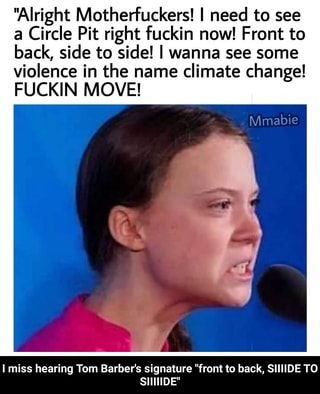 "Alright Motherfuckers! I need to see
a Circle Pit right fuckin now! Front to
back, side to side! I wanna see some
violence in the name climate change!
FUCKIN MOVE!
Mmabie
I miss hearing Tom Barber's signature "front to back, SIIIIDE TO
SIIIIIDE"